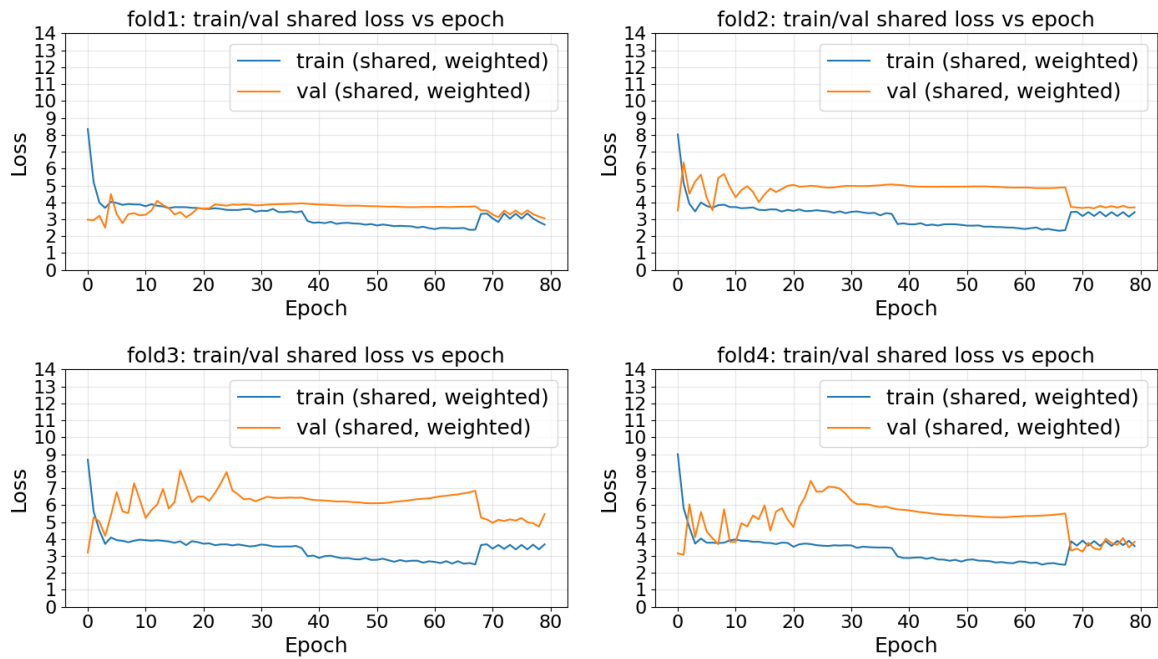 fold1: train/val shared loss vs epoch
Loss
14
13
12
11
10
9
8
7
6
5
4
3
2
1
0
train (shared, weighted)
val (shared, weighted)
0 10 20 30 40 50 60 70 80
Epoch
fold2: train/val shared loss vs epoch
Loss
14
13
12
11
10
9
8
7
6
5
4
3
2
1
0
train (shared, weighted)
val (shared, weighted)
0 10 20 30 40 50 60 70 80
Epoch
fold3: train/val shared loss vs epoch
Loss
14
13
12
11
10
9
8
7
6
5
4
3
2
1
0
train (shared, weighted)
val (shared, weighted)
0 10 20 30 40 50 60 70 80
Epoch
fold4: train/val shared loss vs epoch
Loss
14
13
12
11
10
9
8
7
6
5
4
3
2
1
0
train (shared, weighted)
val (shared, weighted)
0 10 20 30 40 50 60 70 80
Epoch